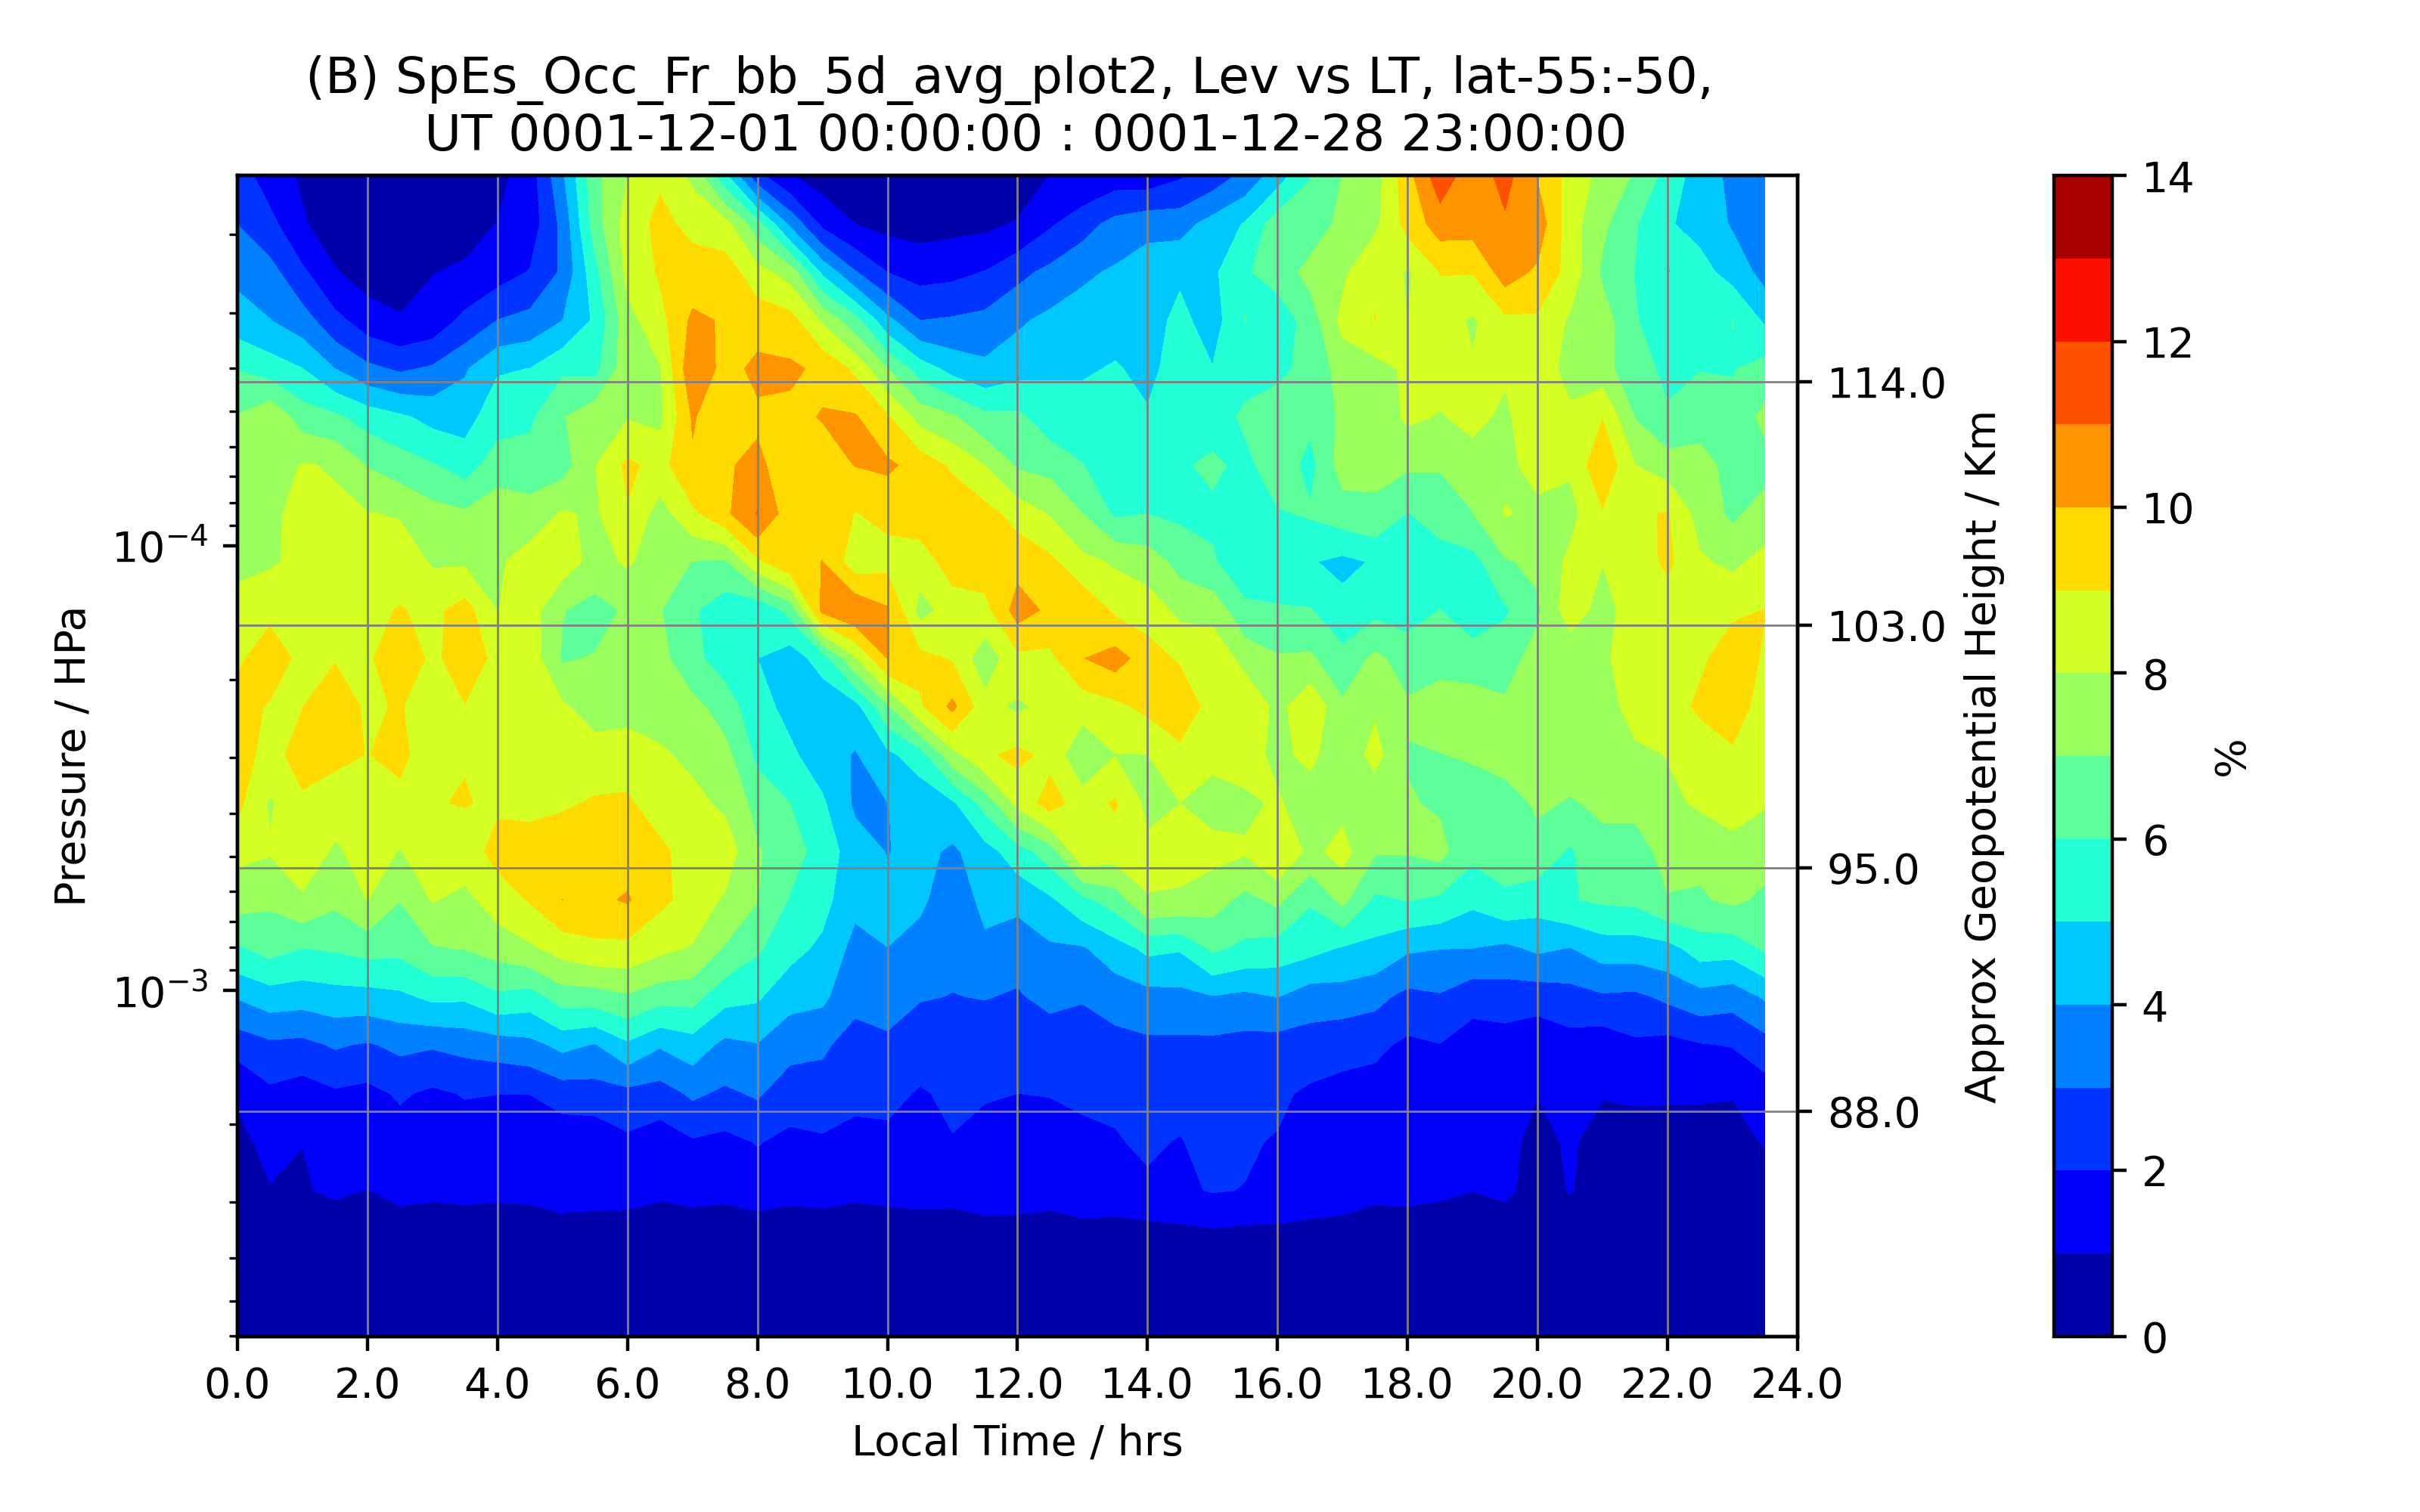 (B) SpEs_Occ_Fr_bb_5d_avg_plot2, Lev vs LT, lat-55:-50,
UT 0001-12-01 00:00:00 : 0001-12-28 23:00:00
Pressure / HPa
10⁻⁴
10⁻³
114.0
103.0
95.0
88.0
Approx Geopotential Height / Km
14
12
10
8
6
4
2
0
%
0.0 2.0 4.0 6.0 8.0 10.0 12.0 14.0 16.0 18.0 20.0 22.0 24.0
Local Time / hrs